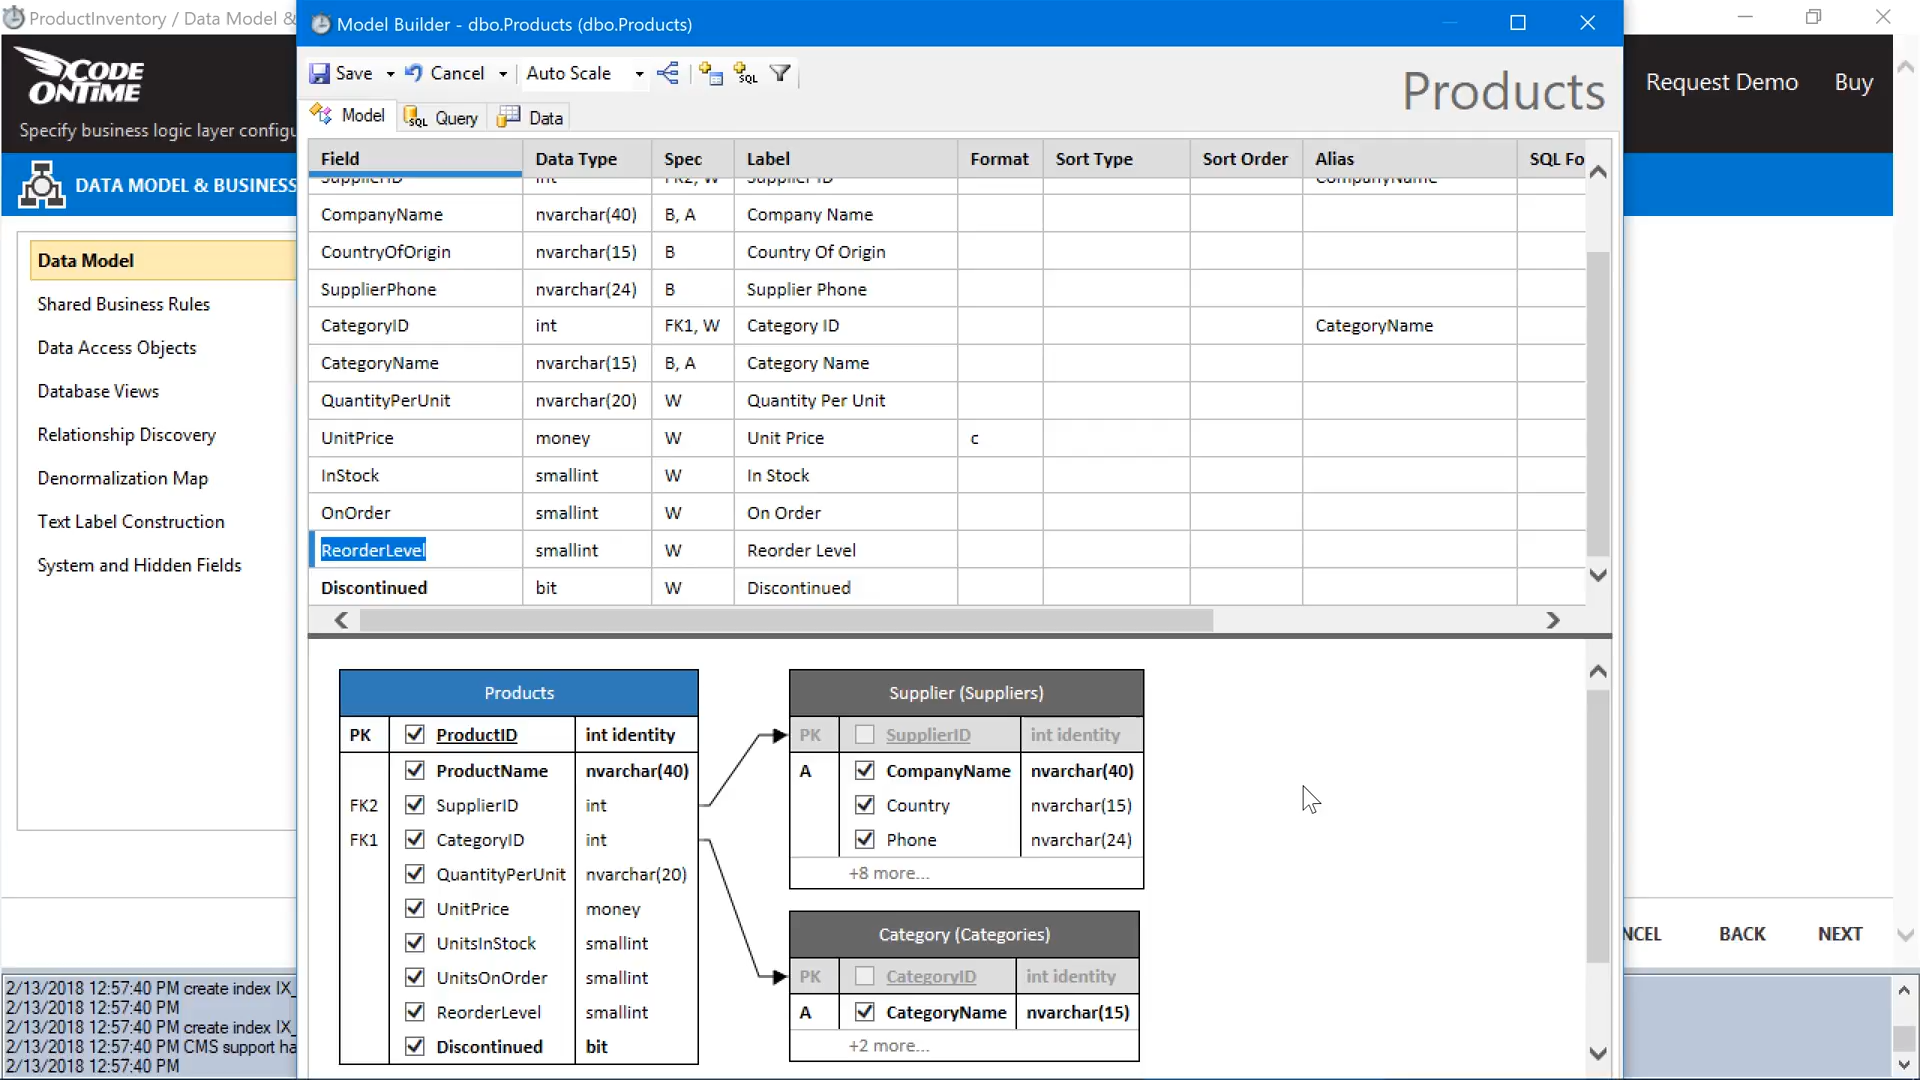 ProductInventory / Data Model &
Model Builder - dbo.Products (dbo.Products)
CODE
ONTIME
Specify business logic layer configu
Save
Cancel
Auto Scale
SQL
Products
Request Demo
Buy
Model
SQL
Query
Data
DATA MODEL & BUSINESS
Field Data Type Spec Label Format Sort Type Sort Order Alias SQL Fo
SupplierID int FK2, W Supplier ID CompanyName
CompanyName nvarchar(40) B, A Company Name
CountryOfOrigin nvarchar(15) B Country Of Origin
SupplierPhone nvarchar(24) B Supplier Phone
CategoryID int FK1, W Category ID CategoryName
CategoryName nvarchar(15) B, A Category Name
QuantityPerUnit nvarchar(20) W Quantity Per Unit
UnitPrice money W Unit Price c
InStock smallint W In Stock
OnOrder smallint W On Order
ReorderLevel smallint W Reorder Level
Discontinued bit W Discontinued
Data Model
Shared Business Rules
Data Access Objects
Database Views
Relationship Discovery
Denormalization Map
Text Label Construction
System and Hidden Fields
Products
PK ProductID int identity
ProductName nvarchar(40)
FK2 SupplierID int
FK1 CategoryID int
QuantityPerUnit nvarchar(20)
UnitPrice money
UnitsInStock smallint
UnitsOnOrder smallint
ReorderLevel smallint
Discontinued bit
Supplier (Suppliers)
PK SupplierID int identity
A CompanyName nvarchar(40)
Country nvarchar(15)
Phone nvarchar(24)
+8 more...
Category (Categories)
PK CategoryID int identity
A CategoryName nvarchar(15)
+2 more...
NCEL
BACK
NEXT
2/13/2018 12:57:40 PM create index IX_
2/13/2018 12:57:40 PM
2/13/2018 12:57:40 PM create index IX_
2/13/2018 12:57:40 PM CMS support ha
2/13/2018 12:57:40 PM